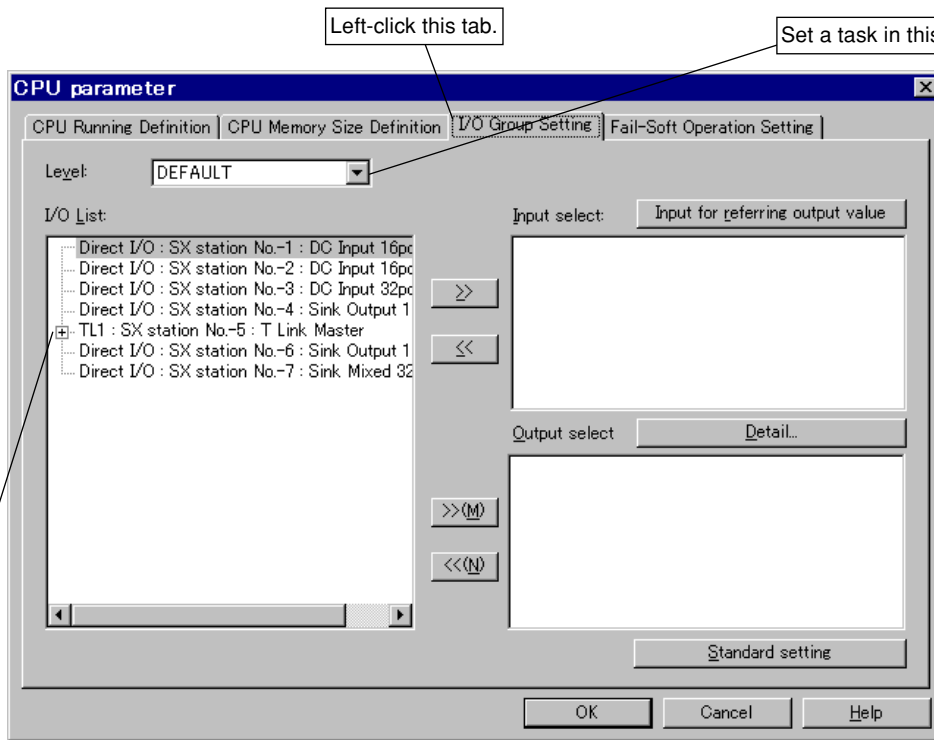 Left-click this tab.
Set a task in this
CPU parameter
CPU Running Definition
CPU Memory Size Definition
I/O Group Setting
Fail-Soft Operation Setting
Level:
DEFAULT
I/O List:
Input select:
Input for referring output value
Direct I/O : SX station No.-1 : DC Input 16po
Direct I/O : SX station No.-2 : DC Input 16po
Direct I/O : SX station No.-3 : DC Input 32po
Direct I/O : SX station No.-4 : Sink Output 1
TL1 : SX station No.-5 : T Link Master
Direct I/O : SX station No.-6 : Sink Output 1
Direct I/O : SX station No.-7 : Sink Mixed 32
>>
<<
Output select
Detail...
>>(M)
<<(N)
Standard setting
OK
Cancel
Help